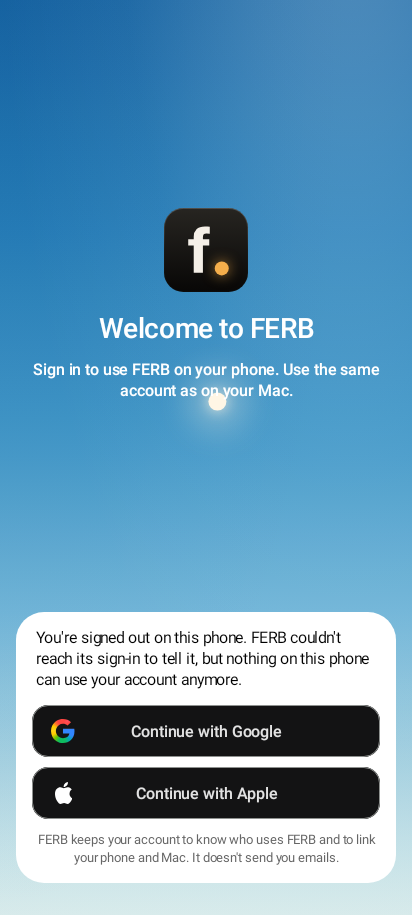 f.
Welcome to FERB
Sign in to use FERB on your phone. Use the same
account as on your Mac.
You're signed out on this phone. FERB couldn't
reach its sign-in to tell it, but nothing on this phone
can use your account anymore.
Continue with Google
Continue with Apple
FERB keeps your account to know who uses FERB and to link
your phone and Mac. It doesn't send you emails.